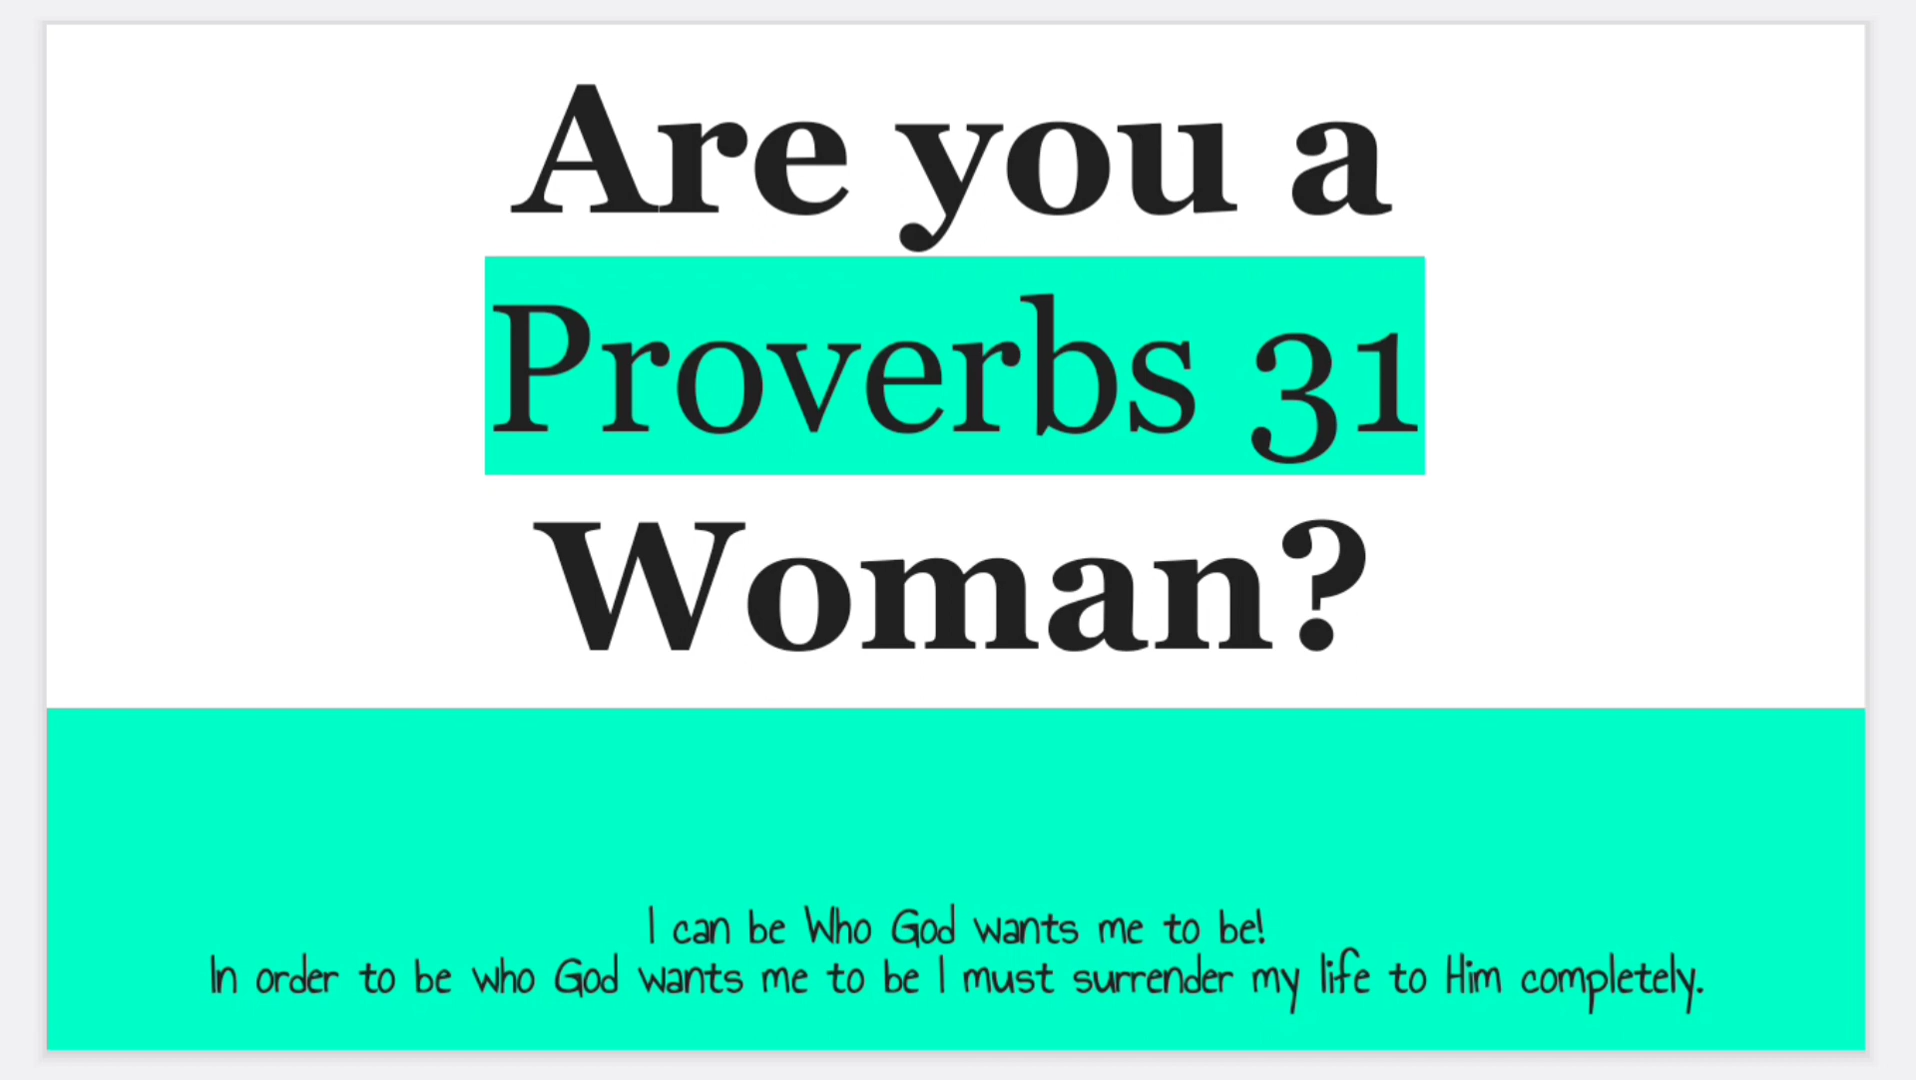 Are you a
Proverbs 31
Woman?
I can be Who God wants me to be!
In order to be who God wants me to be I must surrender my life to Him completely.